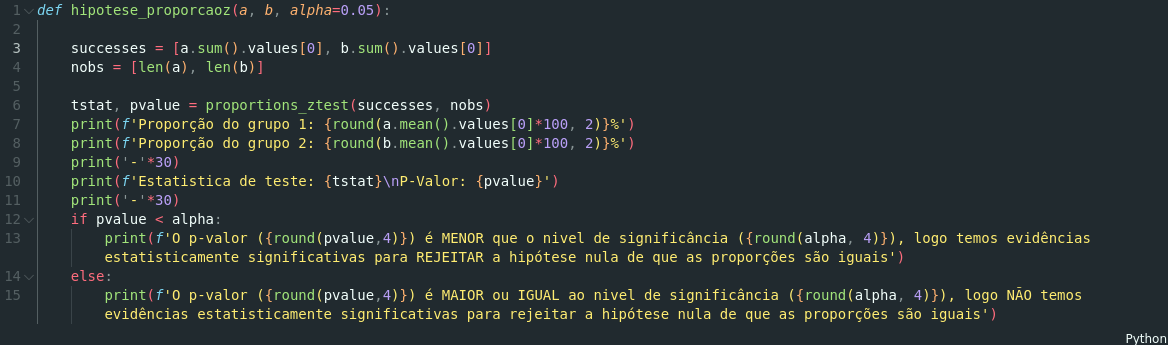 1 def hipotese_proporcaoz(a, b, alpha=0.05):
2
3 successes = [a.sum().values[0], b.sum().values[0]]
4 nobs = [len(a), len(b)]
5
6 tstat, pvalue = proportions_ztest(successes, nobs)
7 print(f'Proporção do grupo 1: {round(a.mean().values[0]*100, 2)}%')
8 print(f'Proporção do grupo 2: {round(b.mean().values[0]*100, 2)}%')
9 print('-'*30)
10 print(f'Estatistica de teste: {tstat}\nP-Valor: {pvalue}')
11 print('-'*30)
12 if pvalue < alpha:
13 print(f'O p-valor ({round(pvalue,4)}) é MENOR que o nivel de significância ({round(alpha, 4)}), logo temos evidências
estatisticamente significativas para REJEITAR a hipótese nula de que as proporções são iguais')
14 else:
15 print(f'O p-valor ({round(pvalue,4)}) é MAIOR ou IGUAL ao nivel de significância ({round(alpha, 4)}), logo NÃO temos
evidências estatisticamente significativas para rejeitar a hipótese nula de que as proporções são iguais')
Python